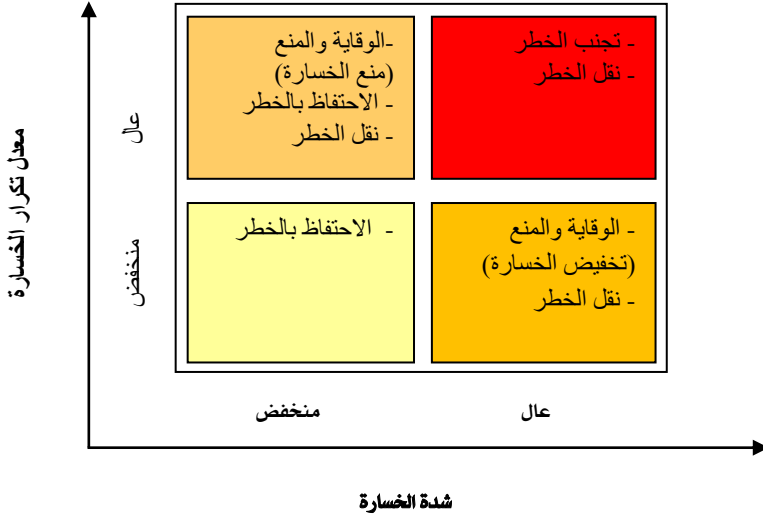 - تجنب الخطر
- نقل الخطر
-الوقاية والمنع
(منع الخسارة)
- الاحتفاظ بالخطر
- نقل الخطر
عال
معدل تكرار الخسارة
- الوقاية والمنع
(تخفيض الخسارة)
- نقل الخطر
- الاحتفاظ بالخطر
منخفض
عال
منخفض
شدة الخسارة